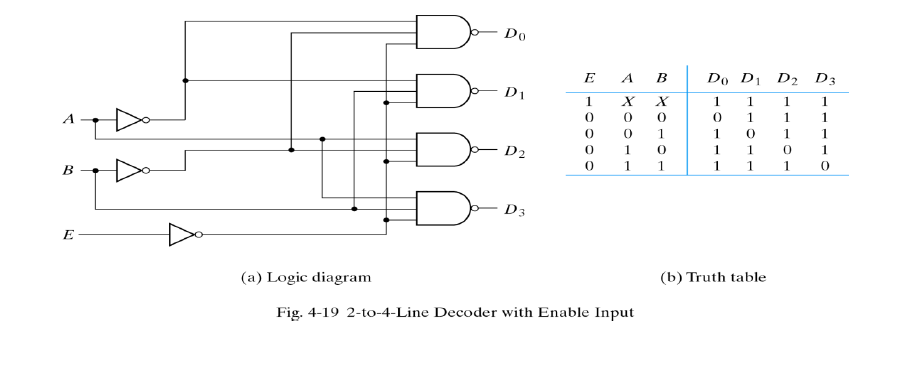 D0
D1
A
D2
B
D3
E
E A B D0 D1 D2 D3
1 X X 1 1 1 1
0 0 0 0 1 1 1
0 0 1 1 0 1 1
0 1 0 1 1 0 1
0 1 1 1 1 1 0
(a) Logic diagram
(b) Truth table
Fig. 4-19 2-to-4-Line Decoder with Enable Input